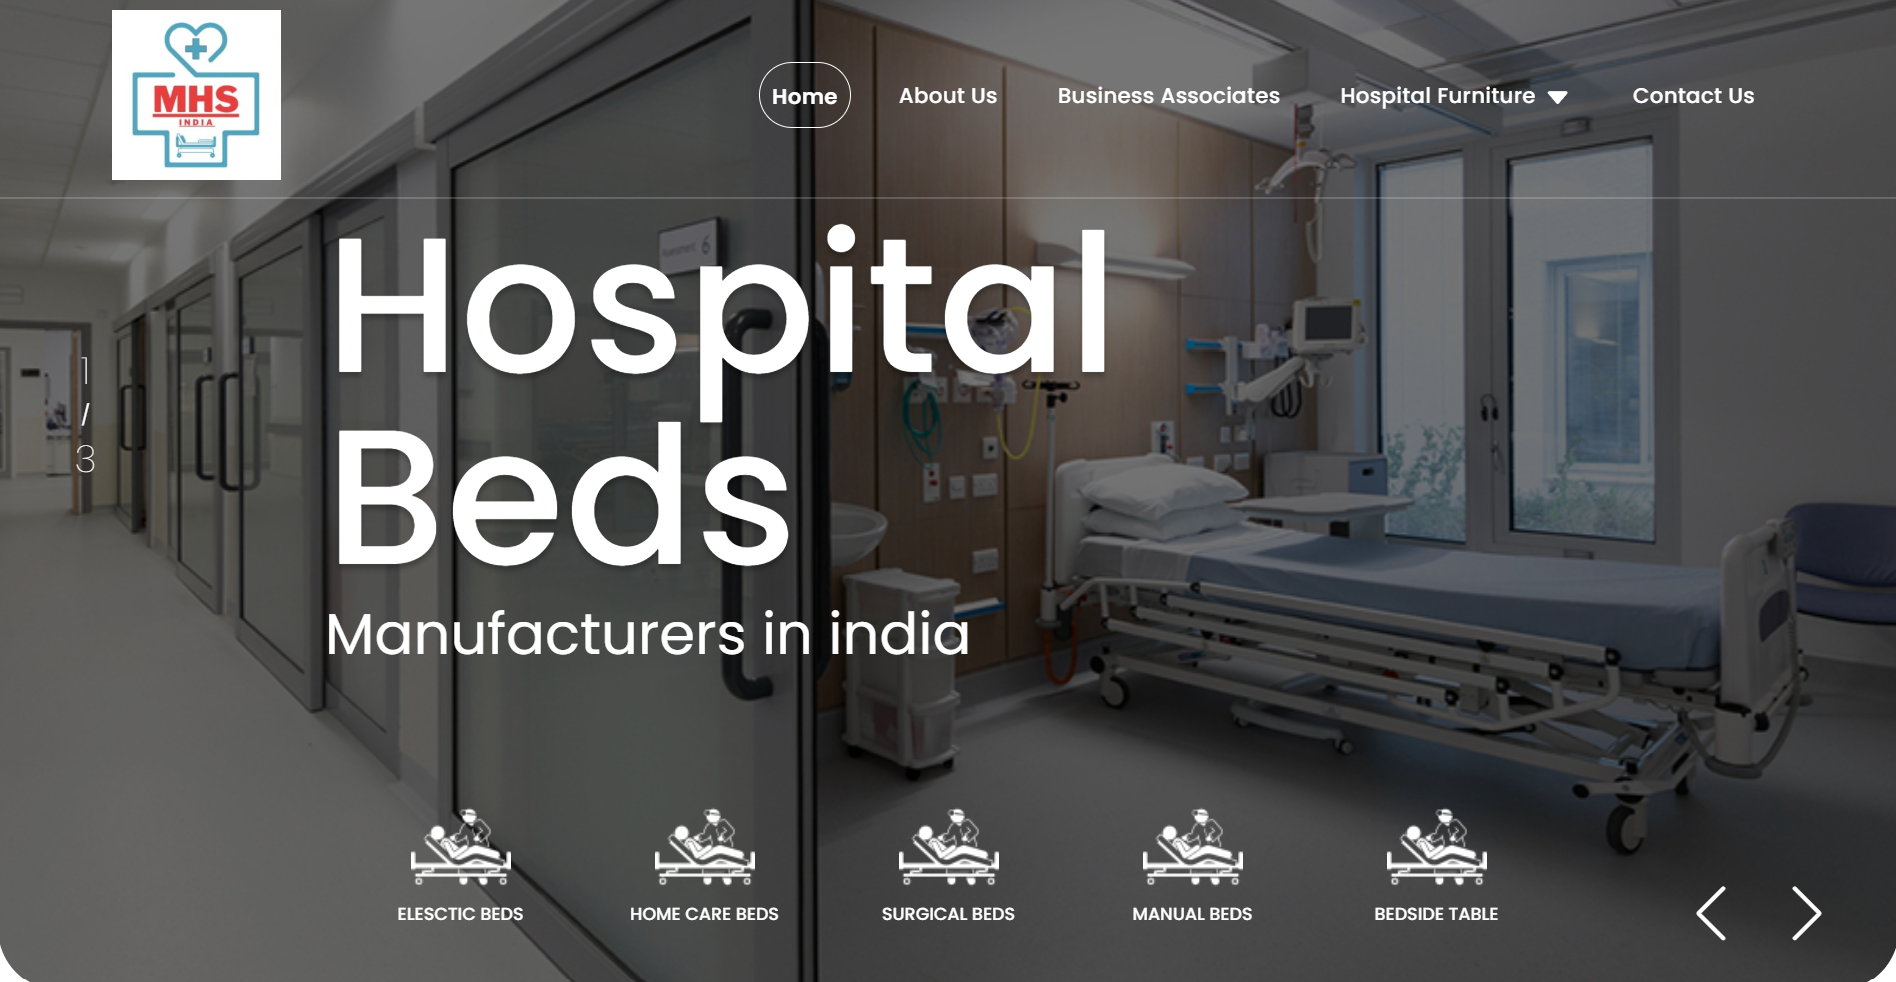 MHS
INDIA
Home
About Us
Business Associates
Hospital Furniture
Contact Us
6
Hospital
Beds
Manufacturers in india
1
/
3
ELESCTIC BEDS
HOME CARE BEDS
SURGICAL BEDS
MANUAL BEDS
BEDSIDE TABLE